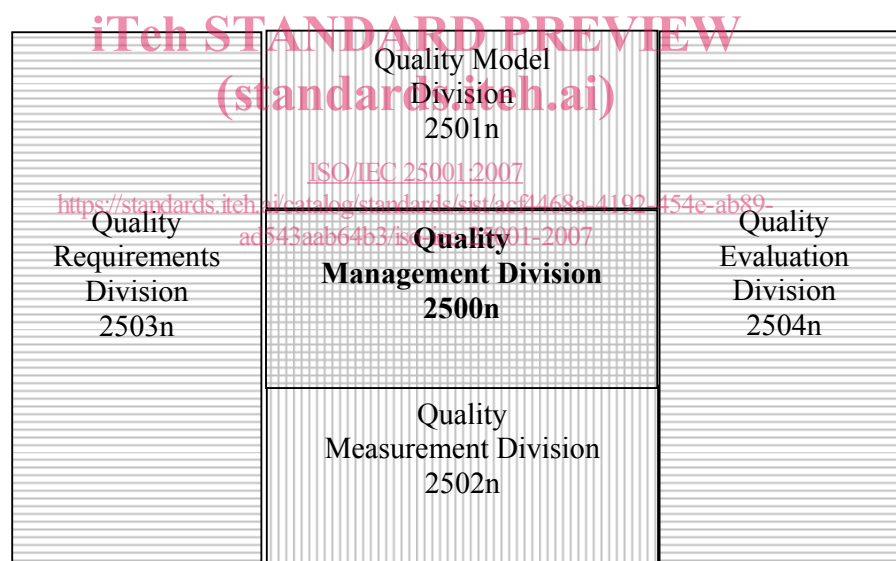 iTeh STANDARD PREVIEW
(standards.iteh.ai)
Quality Model
Division
2501n
ISO/IEC 25001:2007
https://standards.iteh.ai/catalog/standards/sist/acf4468a-4192-454e-ab89-
Quality
Requirements
Division
2503n
Quality
Management Division
2500n
Quality
Evaluation
Division
2504n
Quality
Measurement Division
2502n